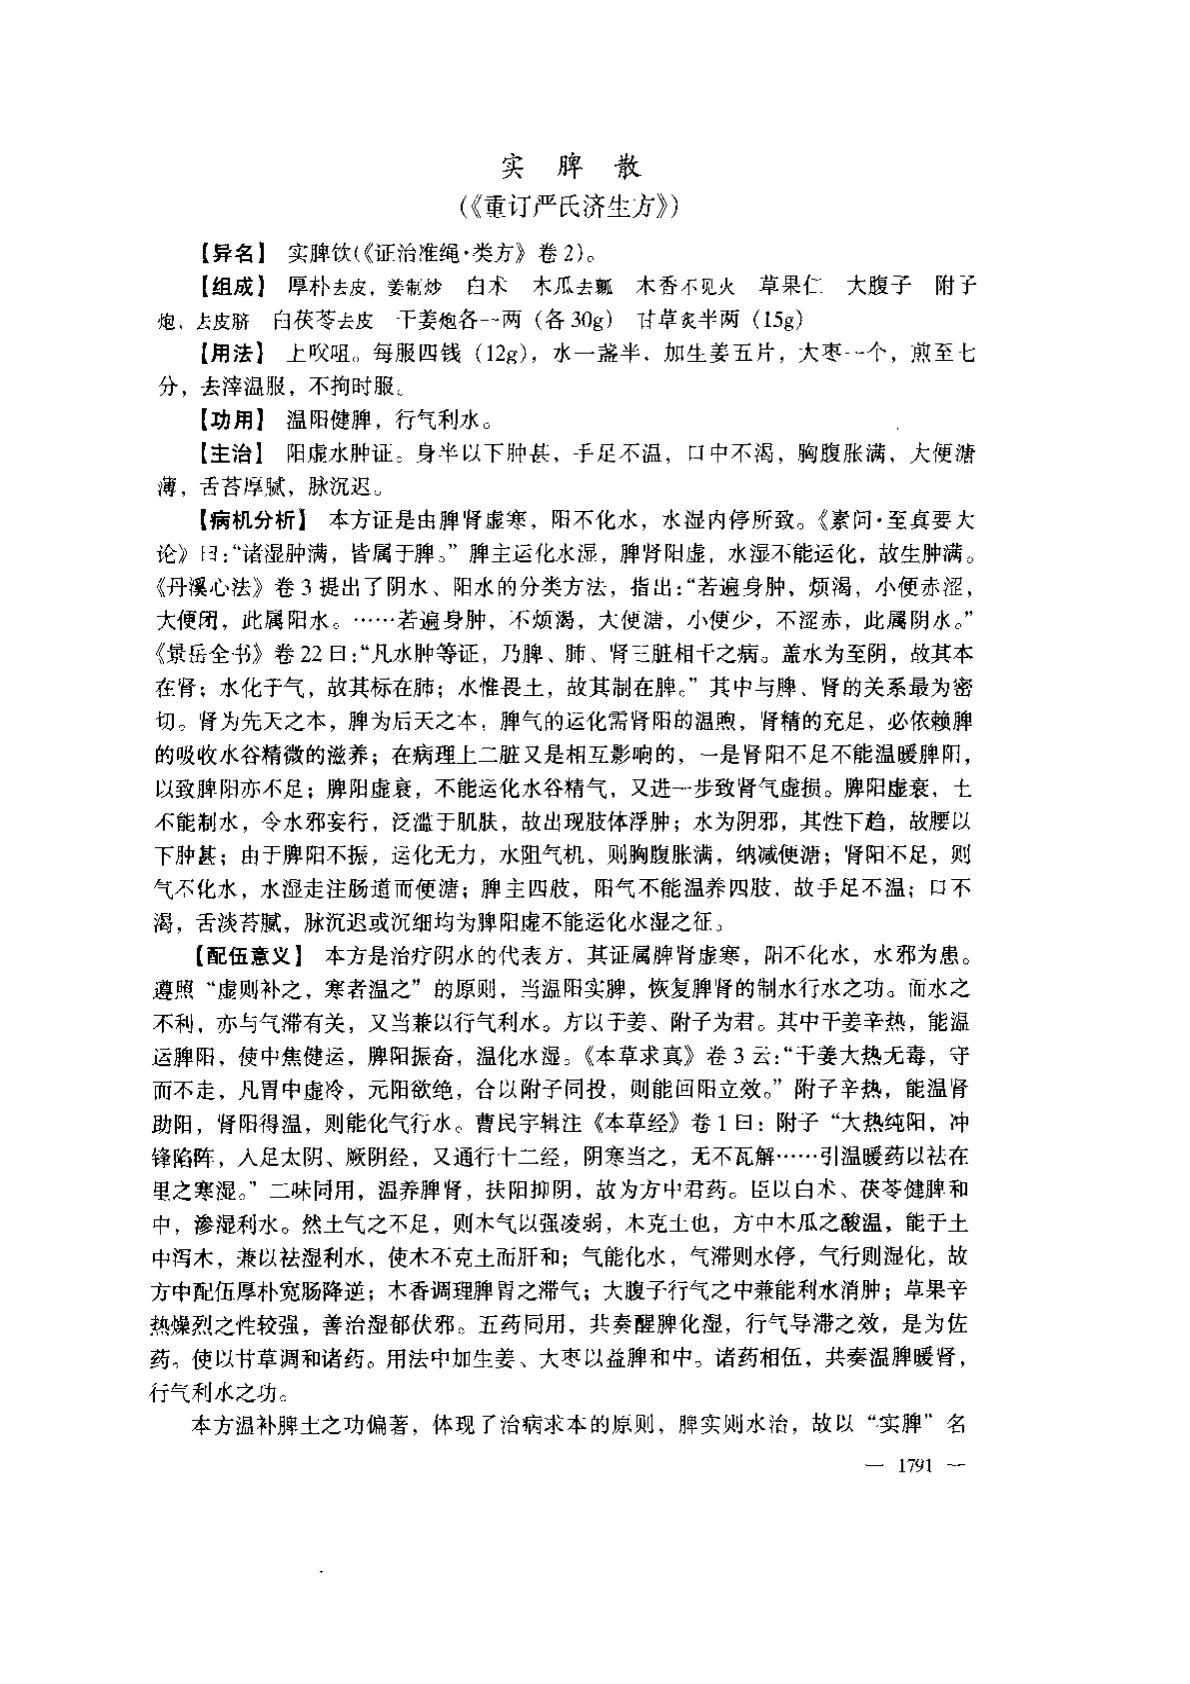 实 脾 散
(《重订严氏济生方》)
【异名】 实脾饮(《证治准绳·类方》卷 2)。
【组成】 厚朴去皮，姜制炒 白术 木瓜去瓤 木香不见火 草果仁 大腹子 附子
炮，去皮脐 白茯苓去皮 干姜炮各一两（各 30g） 甘草炙半两（15g）
【用法】 上㕮咀。每服四钱（12g），水一盏半，加生姜五片，大枣一个，煎至七
分，去滓温服，不拘时服。
【功用】 温阳健脾，行气利水。
【主治】 阳虚水肿证。身半以下肿甚，手足不温，口中不渴，胸腹胀满，大便溏
薄，舌苔厚腻，脉沉迟。
【病机分析】 本方证是由脾肾虚寒，阳不化水，水湿内停所致。《素问·至真要大
论》曰：“诸湿肿满，皆属于脾。”脾主运化水湿，脾肾阳虚，水湿不能运化，故生肿满。
《丹溪心法》卷 3 提出了阴水、阳水的分类方法，指出：“若遍身肿，烦渴，小便赤涩，
大便闭，此属阳水。……若遍身肿，不烦渴，大便溏，小便少，不涩赤，此属阴水。”
《景岳全书》卷 22 曰：“凡水肿等证，乃脾、肺、肾三脏相干之病。盖水为至阴，故其本
在肾；水化于气，故其标在肺；水惟畏土，故其制在脾。”其中与脾、肾的关系最为密
切。肾为先天之本，脾为后天之本，脾气的运化需肾阳的温煦，肾精的充足，必依赖脾
的吸收水谷精微的滋养；在病理上二脏又是相互影响的，一是肾阳不足不能温暖脾阳，
以致脾阳亦不足；脾阳虚衰，不能运化水谷精气，又进一步致肾气虚损。脾阳虚衰，土
不能制水，令水邪妄行，泛滥于肌肤，故出现肢体浮肿；水为阴邪，其性下趋，故腰以
下肿甚；由于脾阳不振，运化无力，水阻气机，则胸腹胀满，纳减便溏；肾阳不足，则
气不化水，水湿走注肠道而便溏；脾主四肢，阳气不能温养四肢，故手足不温；口不
渴，舌淡苔腻，脉沉迟或沉细均为脾阳虚不能运化水湿之征。
【配伍意义】 本方是治疗阴水的代表方，其证属脾肾虚寒，阳不化水，水邪为患。
遵照“虚则补之，寒者温之”的原则，当温阳实脾，恢复脾肾的制水行水之功。而水之
不利，亦与气滞有关，又当兼以行气利水。方以干姜、附子为君。其中干姜辛热，能温
运脾阳，使中焦健运，脾阳振奋，温化水湿。《本草求真》卷 3 云：“干姜大热无毒，守
而不走，凡胃中虚冷，元阳欲绝，合以附子同投，则能回阳立效。”附子辛热，能温肾
助阳，肾阳得温，则能化气行水。曹民宇辑注《本草经》卷 1 曰：附子“大热纯阳，冲
锋陷阵，入足太阴、厥阴经，又通行十二经，阴寒当之，无不瓦解……引温暖药以祛在
里之寒湿。”二味同用，温养脾肾，扶阳抑阴，故为方中君药。臣以白术、茯苓健脾和
中，渗湿利水。然土气之不足，则木气以强凌弱，木克土也，方中木瓜之酸温，能于土
中泻木，兼以祛湿利水，使木不克土而肝和；气能化水，气滞则水停，气行则湿化，故
方中配伍厚朴宽肠降逆；木香调理脾胃之滞气；大腹子行气之中兼能利水消肿；草果辛
热燥烈之性较强，善治湿郁伏邪。五药同用，共奏醒脾化湿，行气导滞之效，是为佐
药。使以甘草调和诸药。用法中加生姜、大枣以益脾和中。诸药相伍，共奏温脾暖肾，
行气利水之功。
本方温补脾土之功偏著，体现了治病求本的原则，脾实则水治，故以“实脾”名
— 1791 —